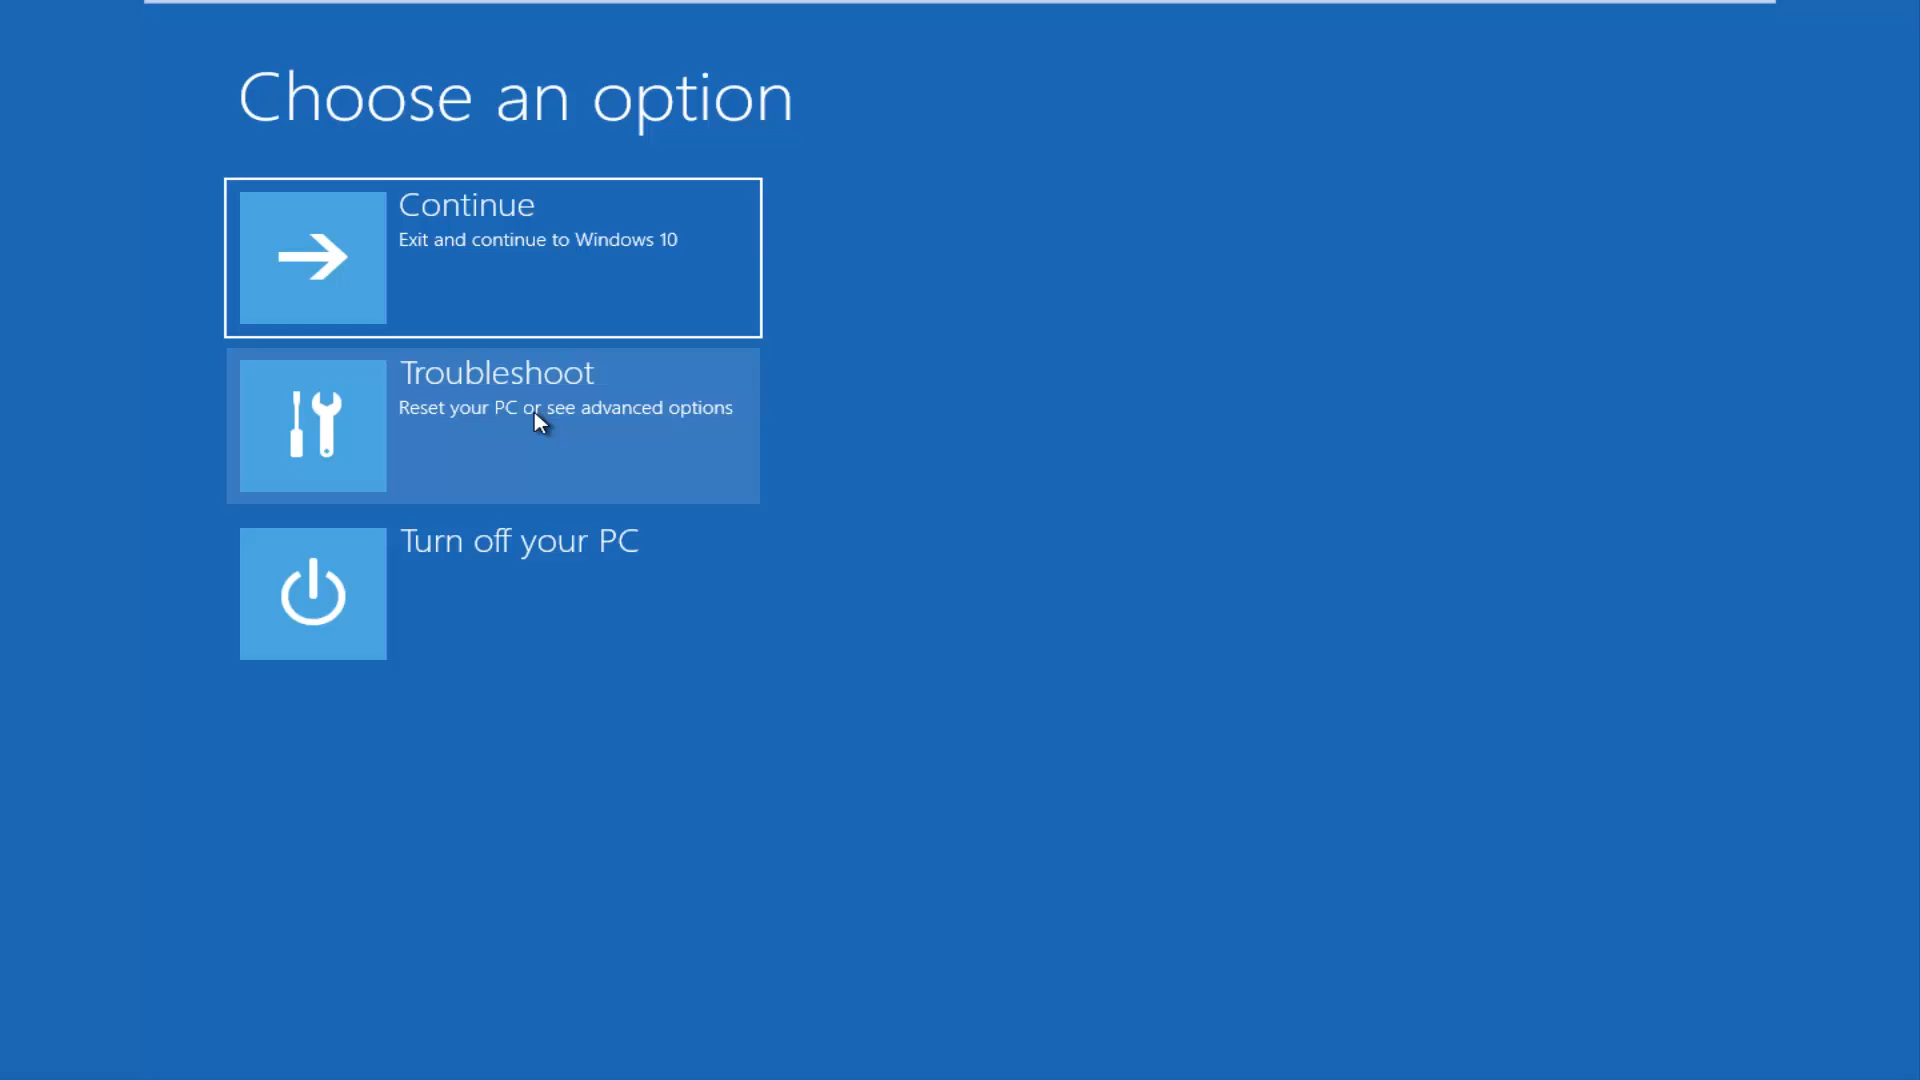 Choose an option
Continue
Exit and continue to Windows 10
Troubleshoot
Reset your PC or see advanced options
Turn off your PC